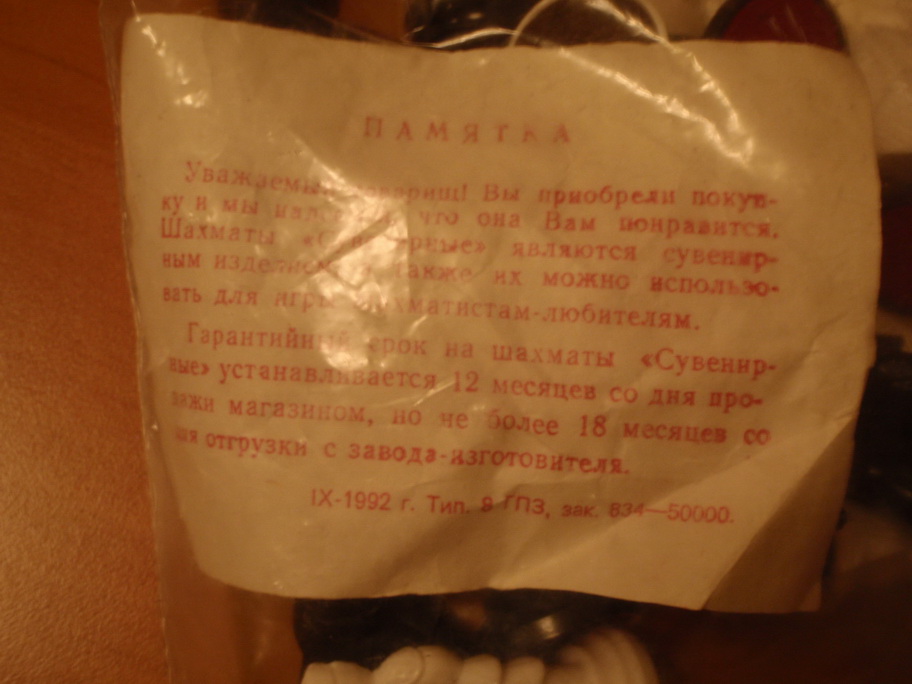 ПАМЯТКА
Уважаемый товарищ! Вы приобрели покуп-
ку и мы надеемся, что она Вам понравится.
Шахматы «Сувенирные» являются сувенир-
ным изделием, а также их можно использо-
вать для игры шахматистам-любителям.
Гарантийный срок на шахматы «Сувенир-
ные» устанавливается 12 месяцев со дня про-
дажи магазином, но не более 18 месяцев со
дня отгрузки с завода-изготовителя.
IX-1992 г. Тип. 9 ГПЗ, зак. 834—50000.